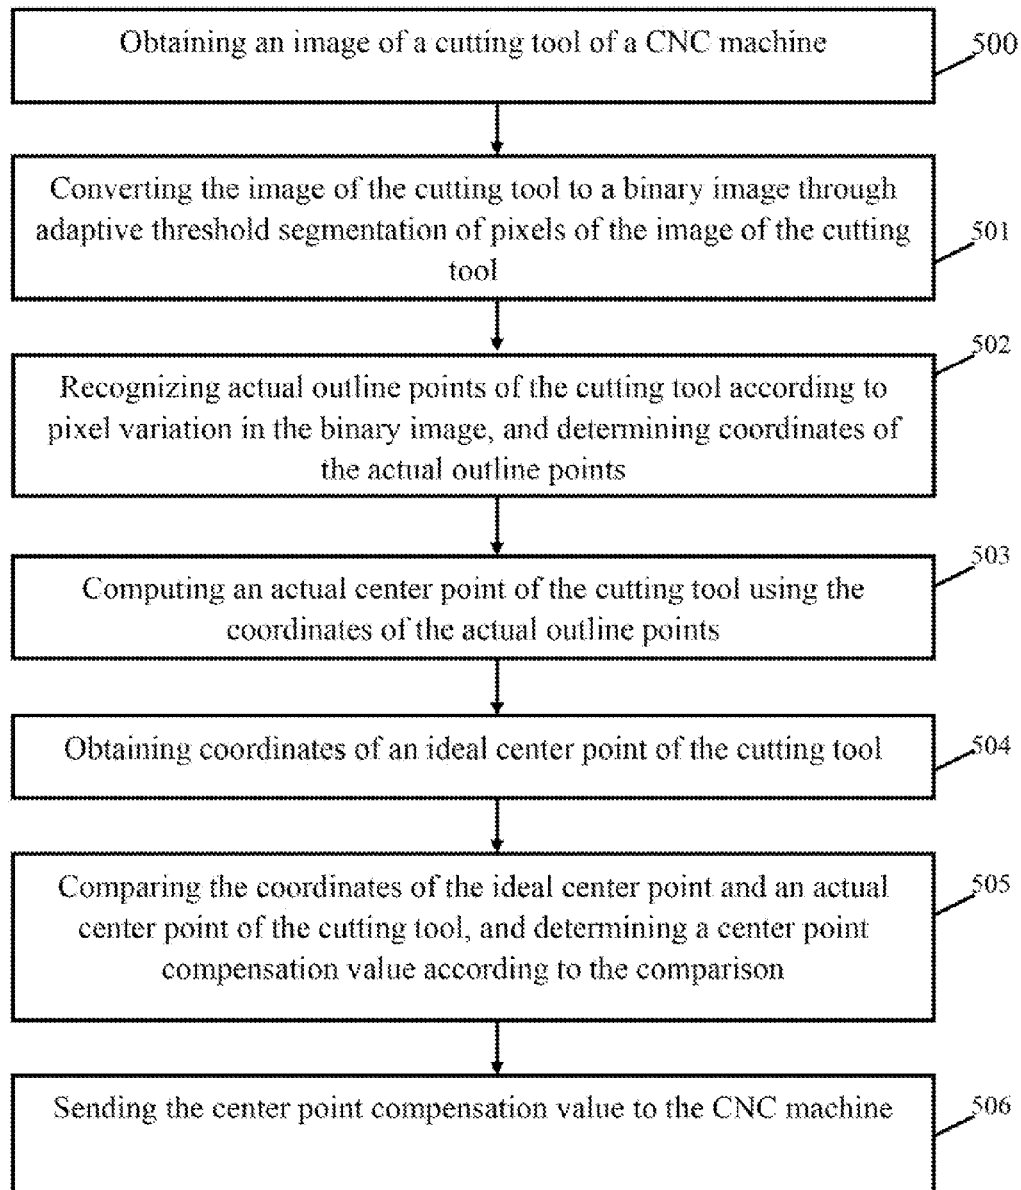 Obtaining an image of a cutting tool of a CNC machine
500
Converting the image of the cutting tool to a binary image through
adaptive threshold segmentation of pixels of the image of the cutting
tool
501
502
Recognizing actual outline points of the cutting tool according to
pixel variation in the binary image, and determining coordinates of
the actual outline points
503
Computing an actual center point of the cutting tool using the
coordinates of the actual outline points
Obtaining coordinates of an ideal center point of the cutting tool
504
Comparing the coordinates of the ideal center point and an actual
center point of the cutting tool, and determining a center point
compensation value according to the comparison
505
Sending the center point compensation value to the CNC machine
506